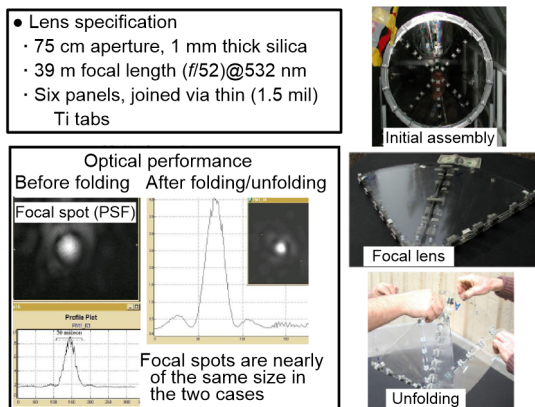 ● Lens specification
· 75 cm aperture, 1 mm thick silica
· 39 m focal length (f/52)@532 nm
· Six panels, joined via thin (1.5 mil)
Ti tabs
Initial assembly
Optical performance
Before folding
After folding/unfolding
Focal spot (PSF)
Profile Plot
50 micron
Focal spots are nearly
of the same size in
the two cases
Focal lens
Unfolding